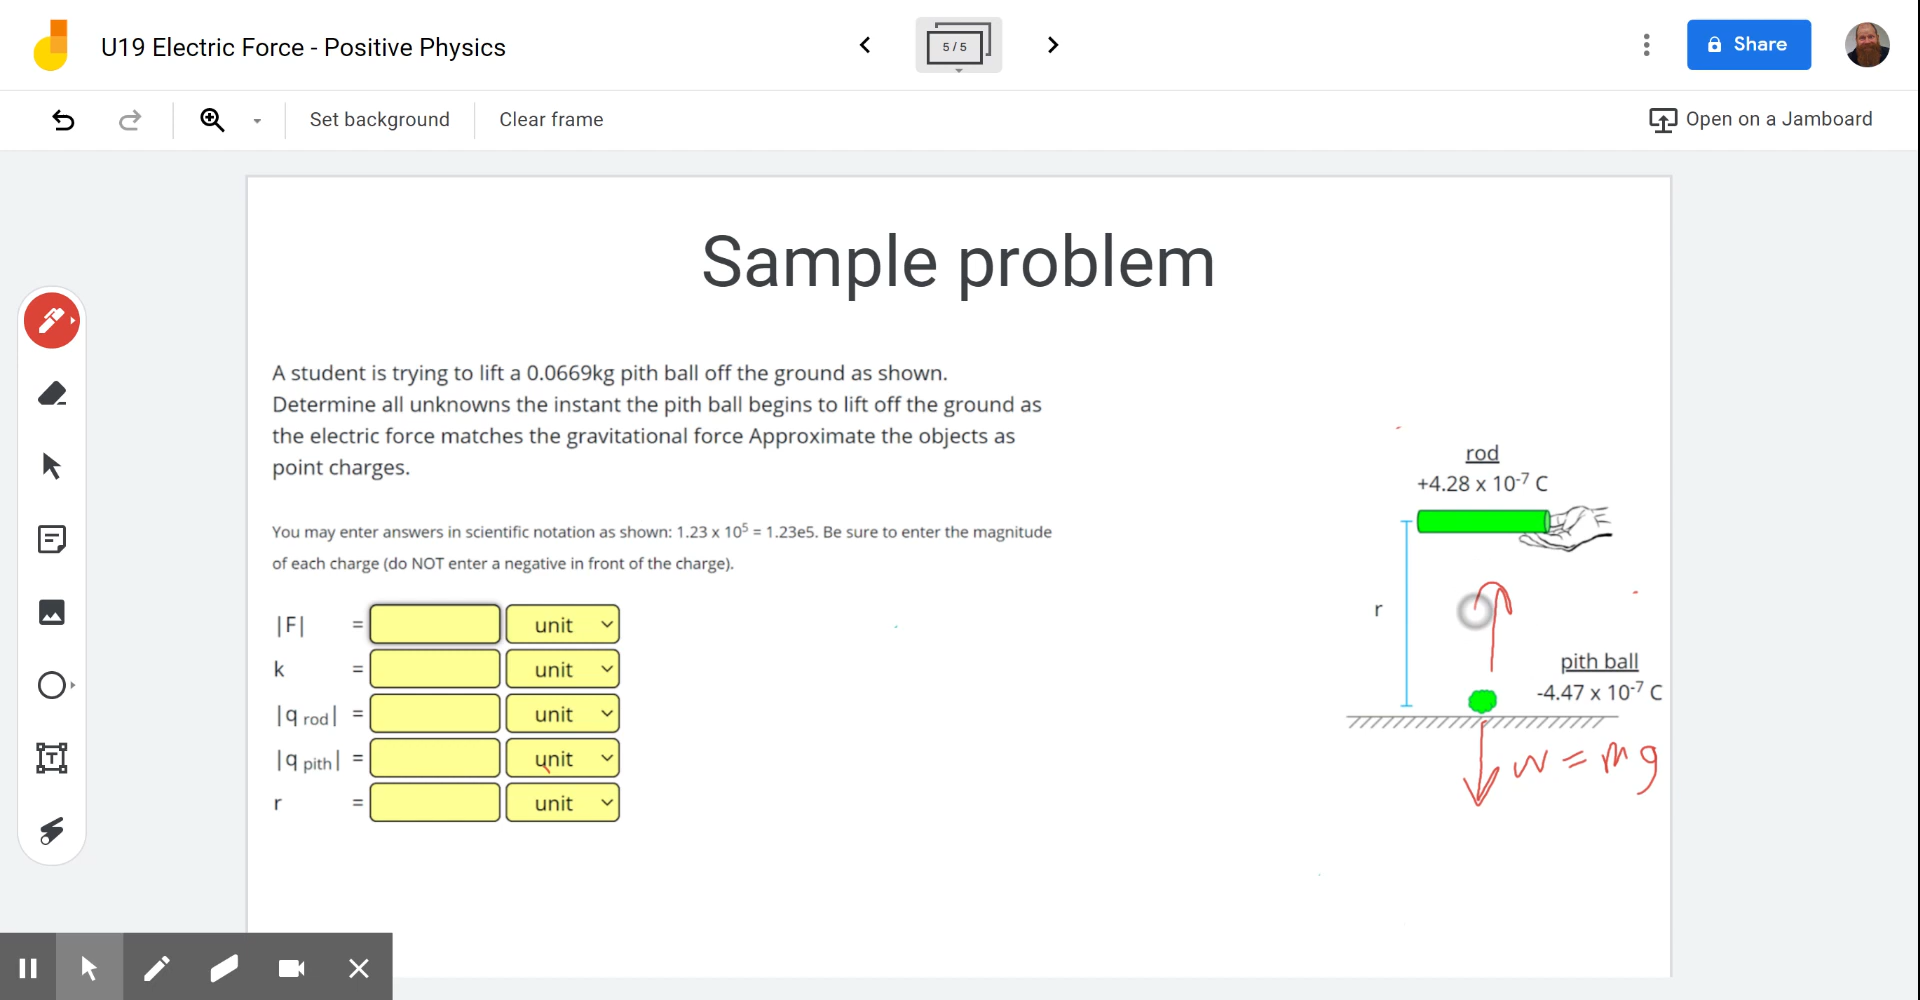 U19 Electric Force - Positive Physics
5 / 5
Share
Set background
Clear frame
Open on a Jamboard
Sample problem
A student is trying to lift a 0.0669kg pith ball off the ground as shown.
Determine all unknowns the instant the pith ball begins to lift off the ground as
the electric force matches the gravitational force Approximate the objects as
point charges.
You may enter answers in scientific notation as shown: 1.23 x 10⁵ = 1.23e5. Be sure to enter the magnitude
of each charge (do NOT enter a negative in front of the charge).
|F| = unit
k = unit
|q rod| = unit
|q pith| = unit
r = unit
rod
+4.28 x 10⁻⁷ C
r
pith ball
-4.47 x 10⁻⁷ C
w = mg